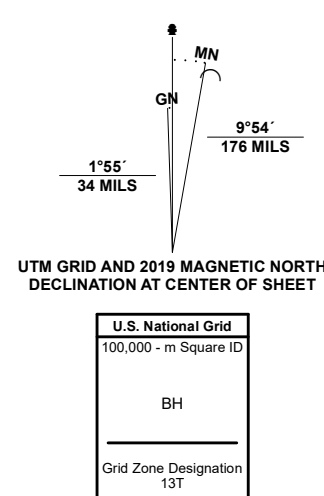 MN
GN
9°54´
176 MILS
1°55´
34 MILS
UTM GRID AND 2019 MAGNETIC NORTH
DECLINATION AT CENTER OF SHEET
U.S. National Grid
100,000 - m Square ID
BH
Grid Zone Designation
13T